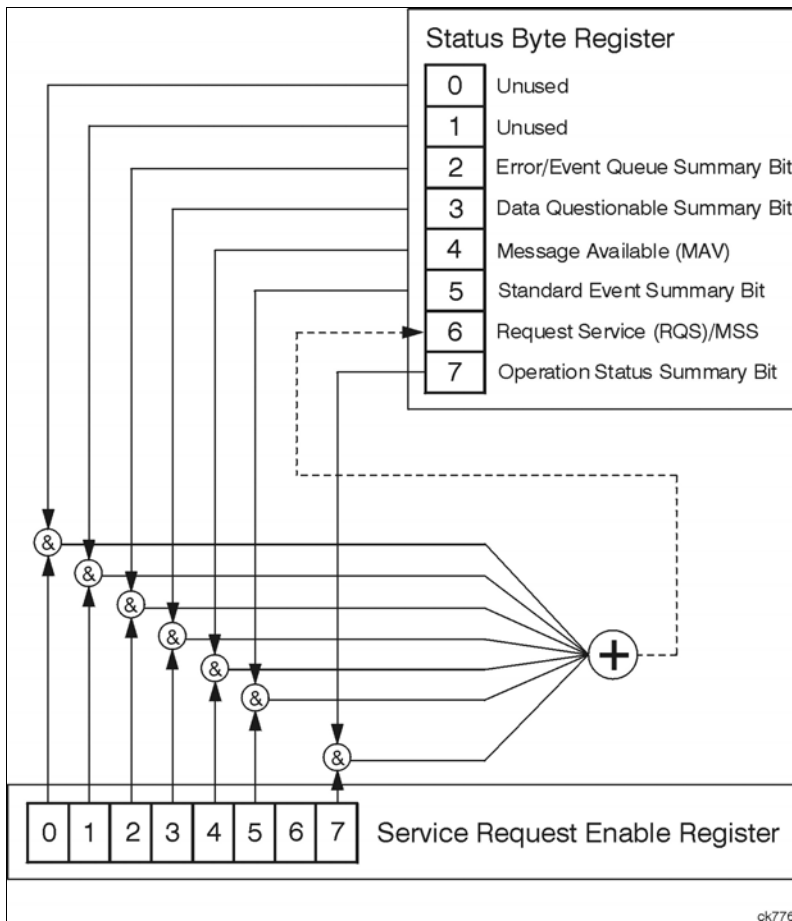 Status Byte Register
0 Unused
1 Unused
2 Error/Event Queue Summary Bit
3 Data Questionable Summary Bit
4 Message Available (MAV)
5 Standard Event Summary Bit
6 Request Service (RQS)/MSS
7 Operation Status Summary Bit
&
&
&
&
&
&
&
+
0 1 2 3 4 5 6 7 Service Request Enable Register
ck776